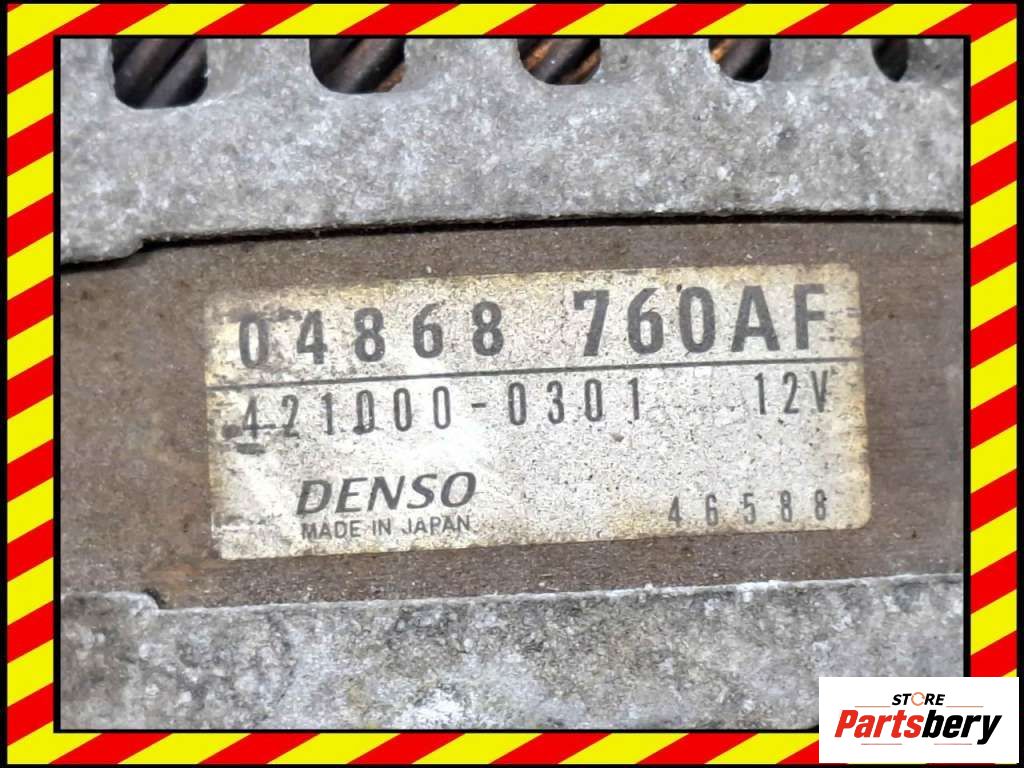 04868 760AF
421000-0301 12V
DENSO
MADE IN JAPAN
46588
STORE
Partsbery